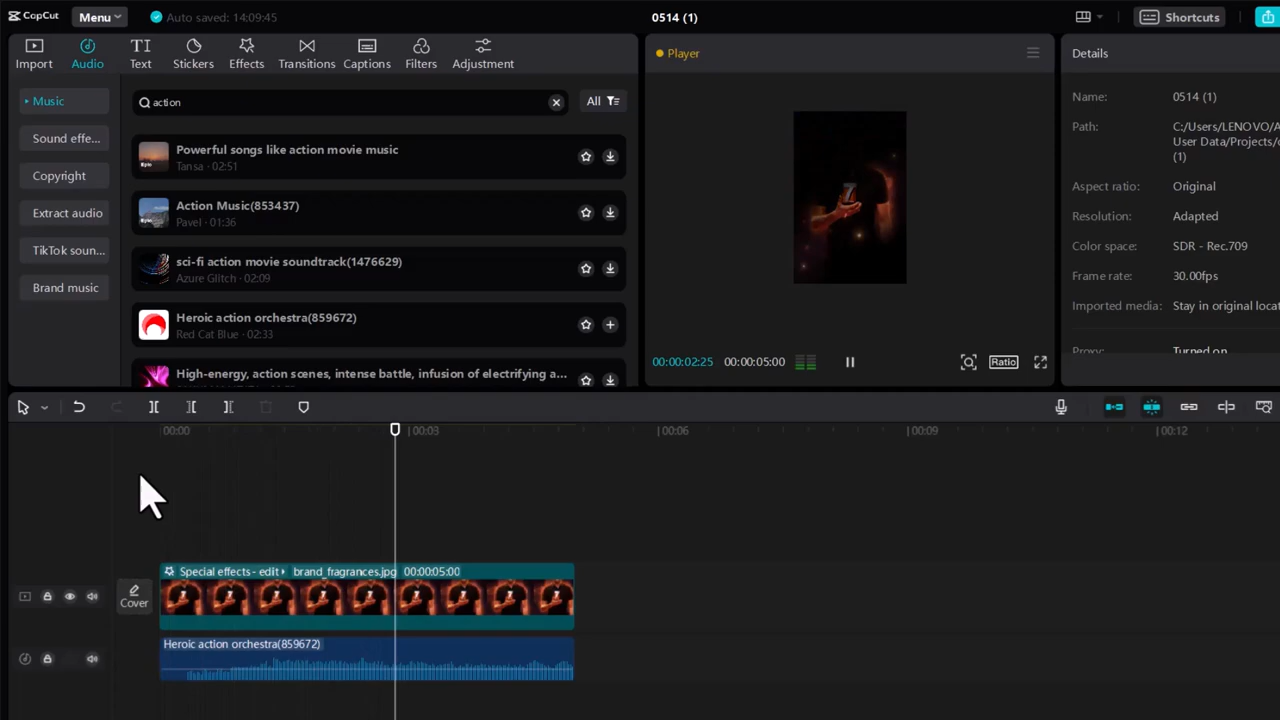 CapCut
Menu
Auto saved: 14:09:45
0514 (1)
Shortcuts
Import
Audio
Text
Stickers
Effects
Transitions
Captions
Filters
Adjustment
Music
Sound effe...
Copyright
Extract audio
TikTok soun...
Brand music
action
All
Powerful songs like action movie music
Tansa · 02:51
Action Music(853437)
Pavel · 01:36
sci-fi action movie soundtrack(1476629)
Azure Glitch · 02:09
Heroic action orchestra(859672)
Red Cat Blue · 02:33
High-energy, action scenes, intense battle, infusion of electrifying a...
Player
00:00:02:25
00:00:05:00
Ratio
Details
Name:
0514 (1)
Path:
C:/Users/LENOVO/A
User Data/Projects/
(1)
Aspect ratio:
Original
Resolution:
Adapted
Color space:
SDR - Rec.709
Frame rate:
30.00fps
Imported media:
Stay in original locat
Proxy:
Turned on
00:00
00:03
00:06
00:09
00:12
Cover
Special effects - edit
brand_fragrances.jpg
00:00:05:00
Heroic action orchestra(859672)